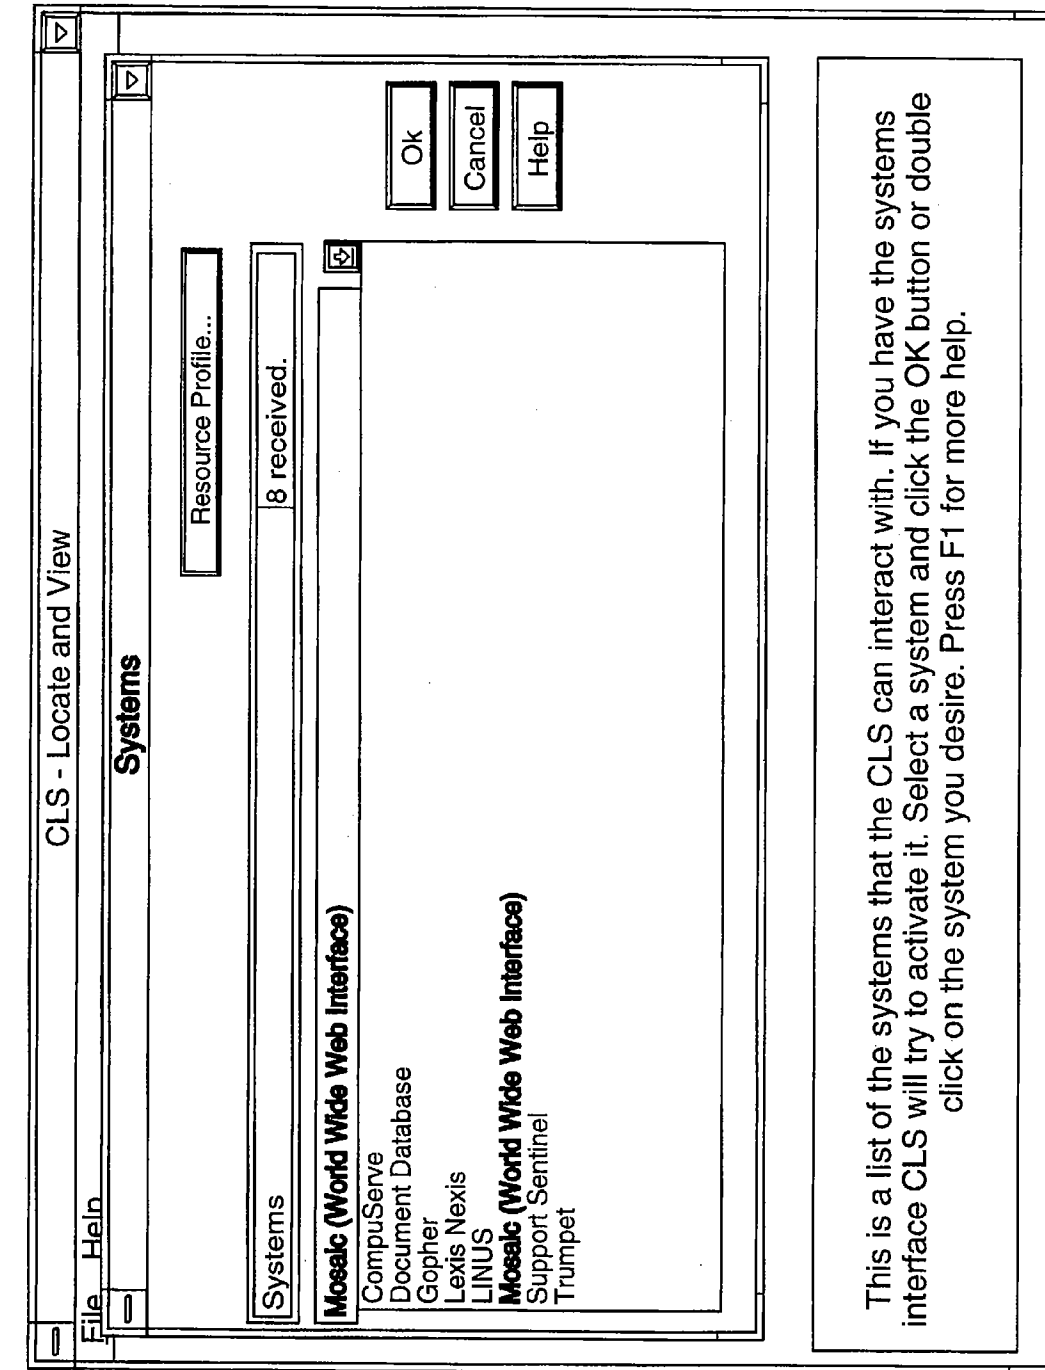 CLS - Locate and View
File Help
Systems
Resource Profile...
Systems 8 received.
Mosaic (World Wide Web Interface)
CompuServe
Document Database
Gopher
Lexis Nexis
LINUS
Mosaic (World Wide Web Interface)
Support Sentinel
Trumpet
Ok
Cancel
Help
This is a list of the systems that the CLS can interact with. If you have the systems
interface CLS will try to activate it. Select a system and click the OK button or double
click on the system you desire. Press F1 for more help.